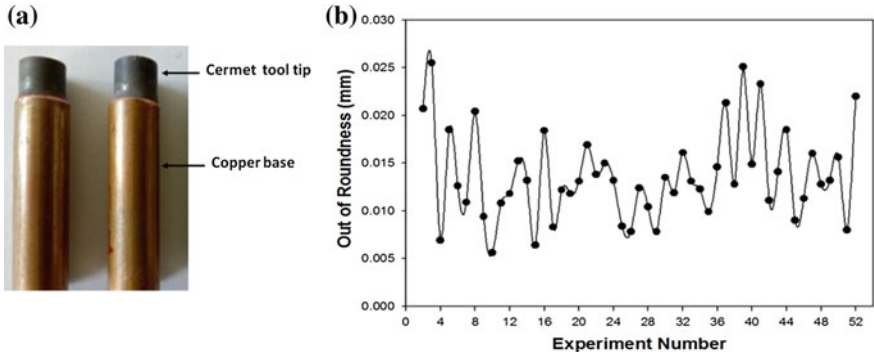 (a)
Cermet tool tip
Copper base
(b)
Out of Roundness (mm)
0.030
0.025
0.020
0.015
0.010
0.005
0.000
0 4 8 12 16 20 24 28 32 36 40 44 48 52
Experiment Number